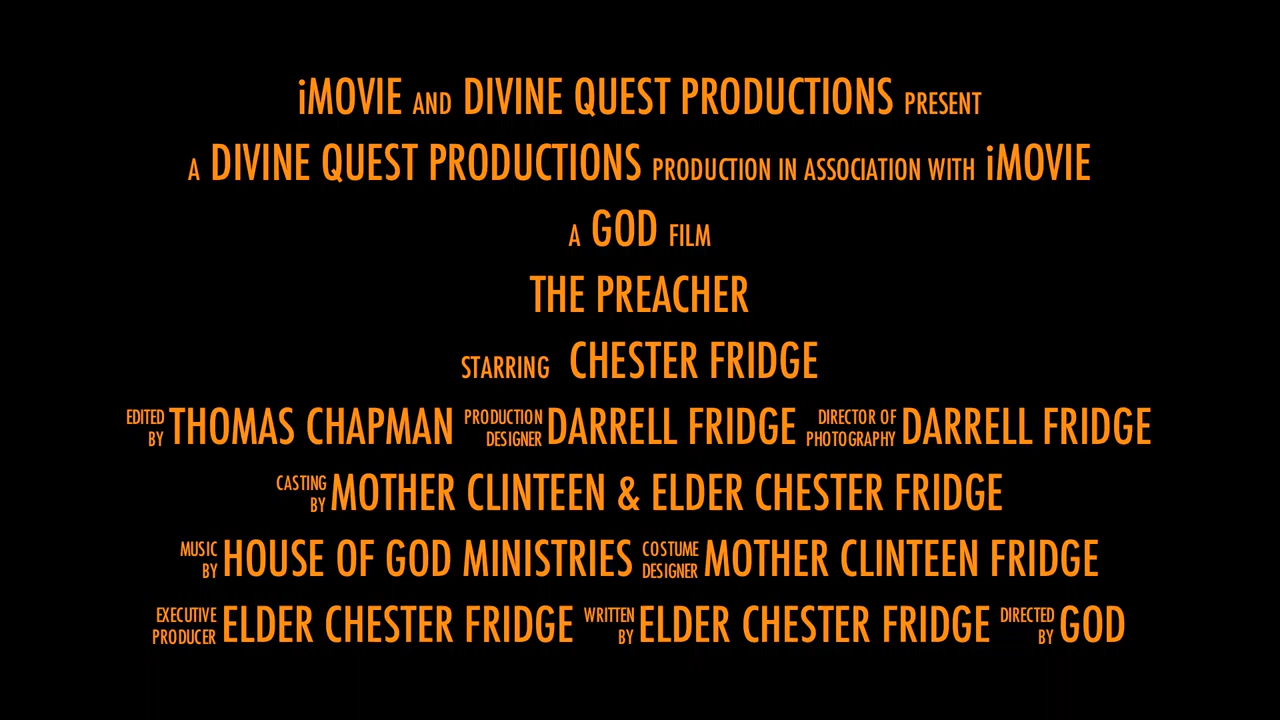 iMOVIE AND DIVINE QUEST PRODUCTIONS PRESENT
A DIVINE QUEST PRODUCTIONS PRODUCTION IN ASSOCIATION WITH iMOVIE
A GOD FILM
THE PREACHER
STARRING CHESTER FRIDGE
EDITED BY THOMAS CHAPMAN PRODUCTION DESIGNER DARRELL FRIDGE DIRECTOR OF PHOTOGRAPHY DARRELL FRIDGE
CASTING BY MOTHER CLINTEEN & ELDER CHESTER FRIDGE
MUSIC BY HOUSE OF GOD MINISTRIES COSTUME DESIGNER MOTHER CLINTEEN FRIDGE
EXECUTIVE PRODUCER ELDER CHESTER FRIDGE WRITTEN BY ELDER CHESTER FRIDGE DIRECTED BY GOD